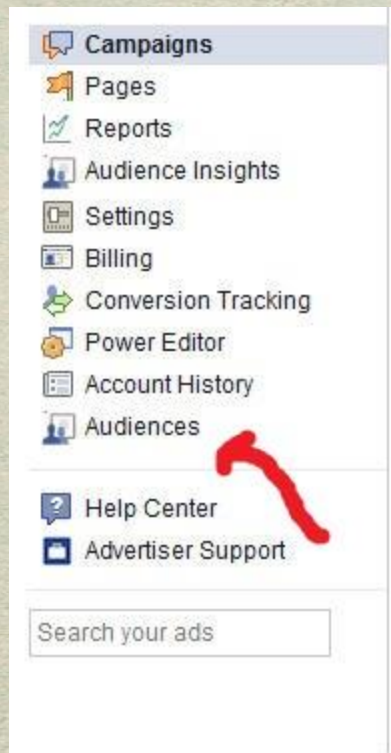 Campaigns
Pages
Reports
Audience Insights
Settings
Billing
Conversion Tracking
Power Editor
Account History
Audiences
Help Center
Advertiser Support
Search your ads